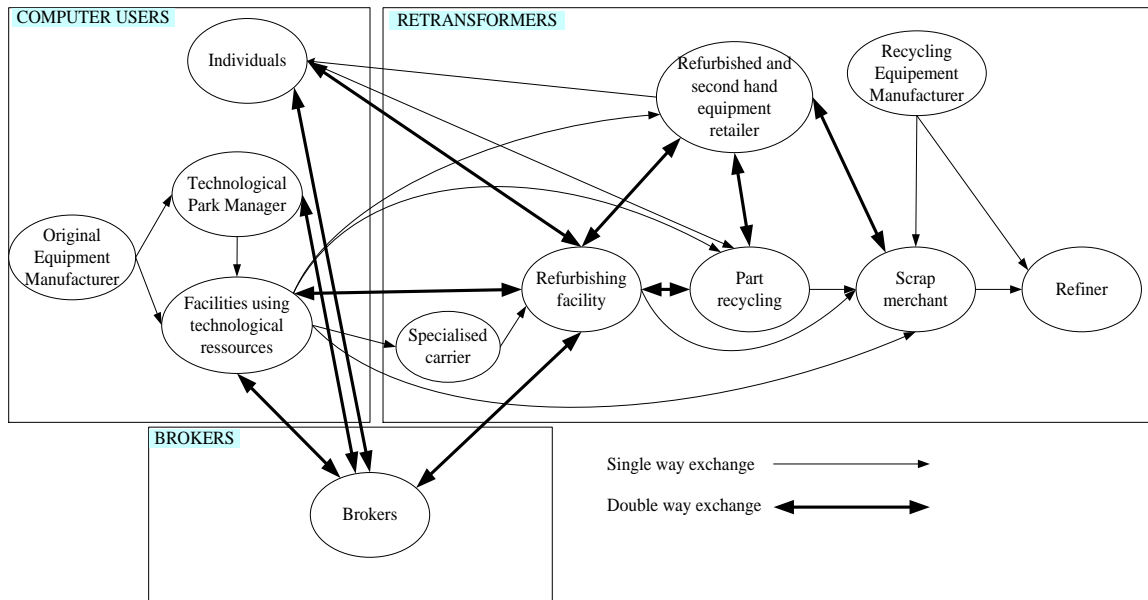 COMPUTER USERS
Individuals
Technological
Park Manager
Original
Equipment
Manufacturer
Facilities using
technological
ressources
RETRANSFORMERS
Refurbished and
second hand
equipment
retailer
Recycling
Equipement
Manufacturer
Refurbishing
facility
Part
recycling
Scrap
merchant
Refiner
Specialised
carrier
BROKERS
Brokers
Single way exchange
Double way exchange